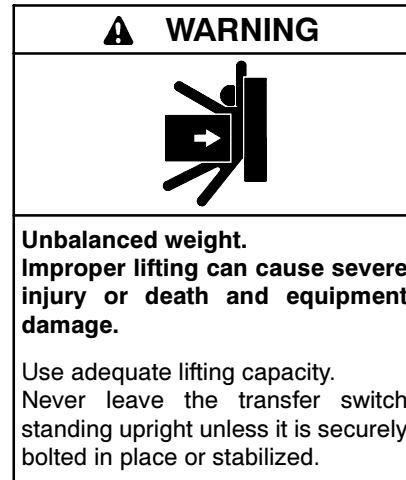 WARNING
Unbalanced weight.
Improper lifting can cause severe
injury or death and equipment
damage.
Use adequate lifting capacity.
Never leave the transfer switch
standing upright unless it is securely
bolted in place or stabilized.